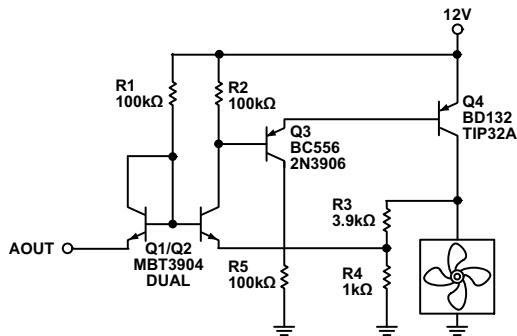 12V
R1
100kΩ
R2
100kΩ
Q3
BC556
2N3906
Q4
BD132
TIP32A
R3
3.9kΩ
AOUT
Q1/Q2
MBT3904
DUAL
R5
100kΩ
R4
1kΩ